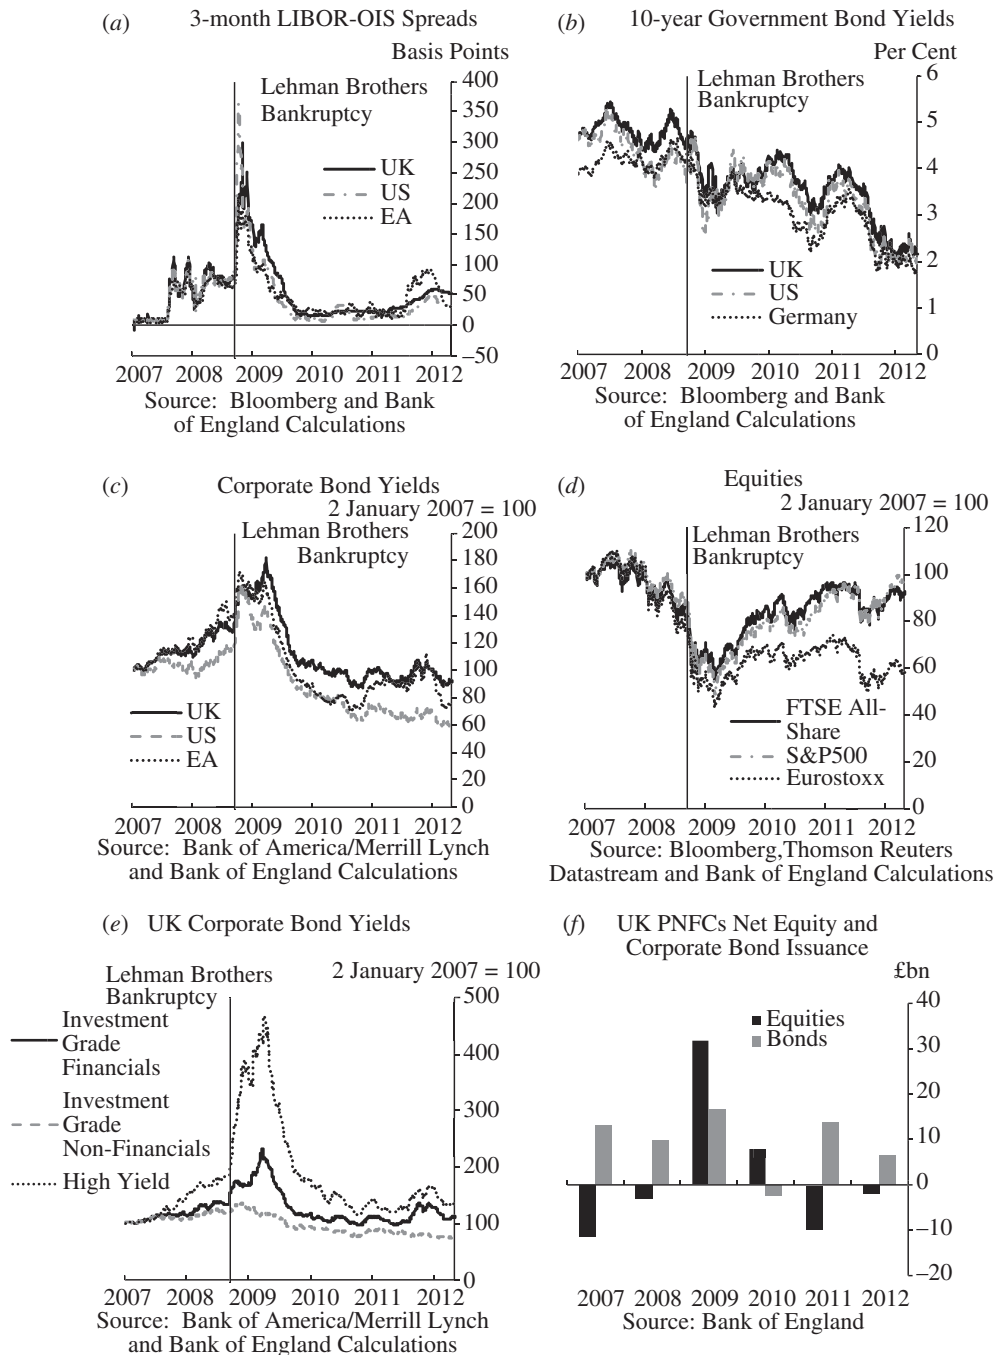 (a) 3-month LIBOR-OIS Spreads
Basis Points
Lehman Brothers
Bankruptcy
UK
US
EA
400
350
300
250
200
150
100
50
0
–50
2007 2008 2009 2010 2011 2012
Source: Bloomberg and Bank
of England Calculations
(b) 10-year Government Bond Yields
Per Cent
Lehman Brothers
Bankruptcy
UK
US
Germany
6
5
4
3
2
1
0
2007 2008 2009 2010 2011 2012
Source: Bloomberg and Bank
of England Calculations
(c) Corporate Bond Yields
2 January 2007 = 100
Lehman Brothers
Bankruptcy
UK
US
EA
200
180
160
140
120
100
80
60
40
20
0
2007 2008 2009 2010 2011 2012
Source: Bank of America/Merrill Lynch
and Bank of England Calculations
(d) Equities
2 January 2007 = 100
Lehman Brothers
Bankruptcy
FTSE All-
Share
S&P500
Eurostoxx
120
100
80
60
40
20
0
2007 2008 2009 2010 2011 2012
Source: Bloomberg,Thomson Reuters
Datastream and Bank of England Calculations
(e) UK Corporate Bond Yields
2 January 2007 = 100
Lehman Brothers
Bankruptcy
Investment
Grade
Financials
Investment
Grade
Non-Financials
High Yield
500
400
300
200
100
0
2007 2008 2009 2010 2011 2012
Source: Bank of America/Merrill Lynch
and Bank of England Calculations
(f) UK PNFCs Net Equity and
Corporate Bond Issuance
£bn
Equities
Bonds
40
30
20
10
0
–10
–20
2007 2008 2009 2010 2011 2012
Source: Bank of England